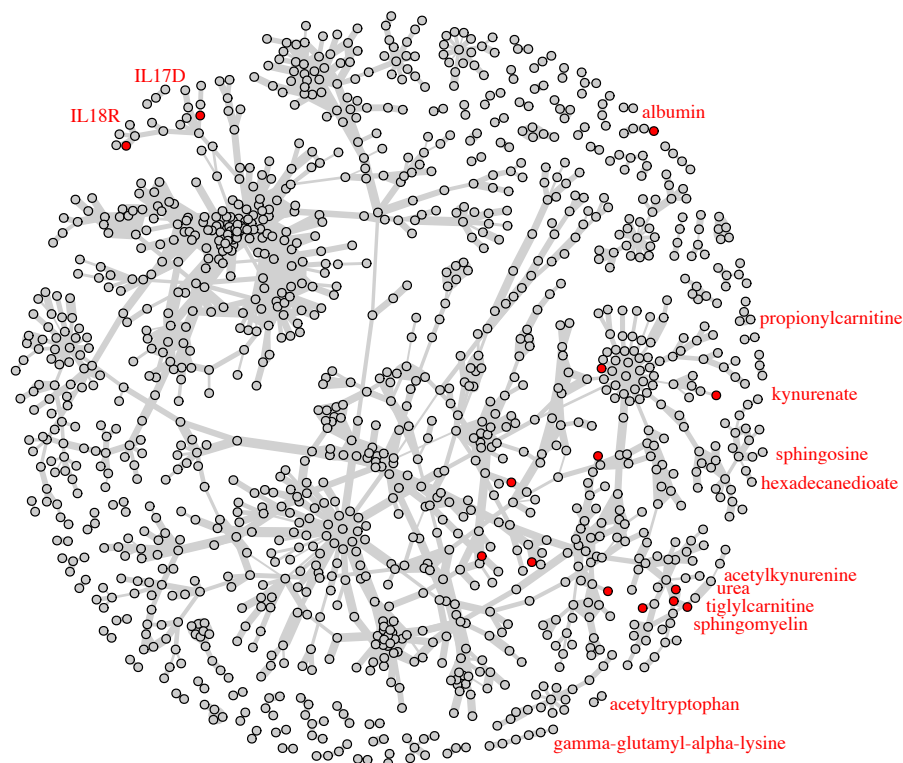 IL17D
IL18R
albumin
propionylcarnitine
kynurenate
sphingosine
hexadecanedioate
acetylkynurenine
urea
tiglylcarnitine
sphingomyelin
acetyltryptophan
gamma-glutamyl-alpha-lysine